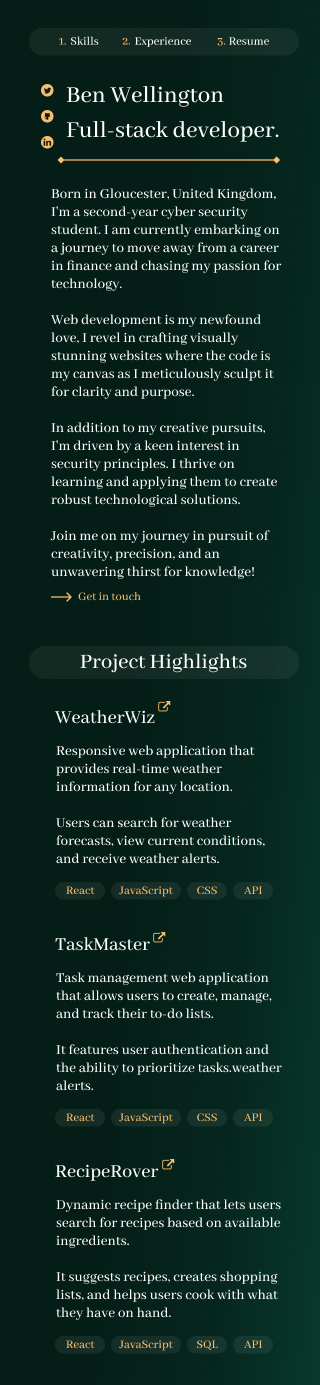 1. Skills 2. Experience 3. Resume
Ben Wellington
Full-stack developer.
Born in Gloucester, United Kingdom,
I'm a second-year cyber security
student. I am currently embarking on
a journey to move away from a career
in finance and chasing my passion for
technology.
Web development is my newfound
love, I revel in crafting visually
stunning websites where the code is
my canvas as I meticulously sculpt it
for clarity and purpose.
In addition to my creative pursuits,
I'm driven by a keen interest in
security principles. I thrive on
learning and applying them to create
robust technological solutions.
Join me on my journey in pursuit of
creativity, precision, and an
unwavering thirst for knowledge!
Get in touch
Project Highlights
WeatherWiz
Responsive web application that
provides real-time weather
information for any location.
Users can search for weather
forecasts, view current conditions,
and receive weather alerts.
React JavaScript CSS API
TaskMaster
Task management web application
that allows users to create, manage,
and track their to-do lists.
It features user authentication and
the ability to prioritize tasks.weather
alerts.
React JavaScript CSS API
RecipeRover
Dynamic recipe finder that lets users
search for recipes based on available
ingredients.
It suggests recipes, creates shopping
lists, and helps users cook with what
they have on hand.
React JavaScript SQL API